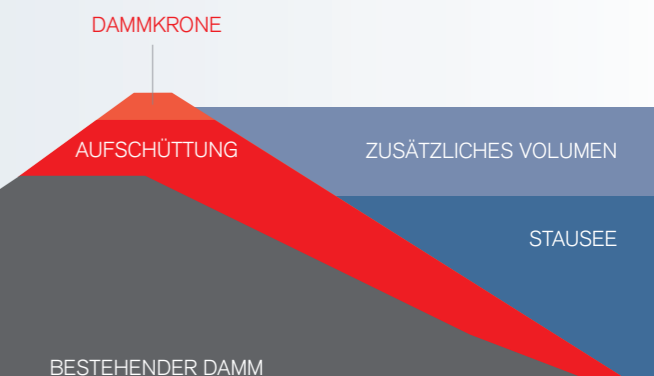 DAMMKRONE
AUFSCHÜTTUNG
ZUSÄTZLICHES VOLUMEN
STAUSEE
BESTEHENDER DAMM